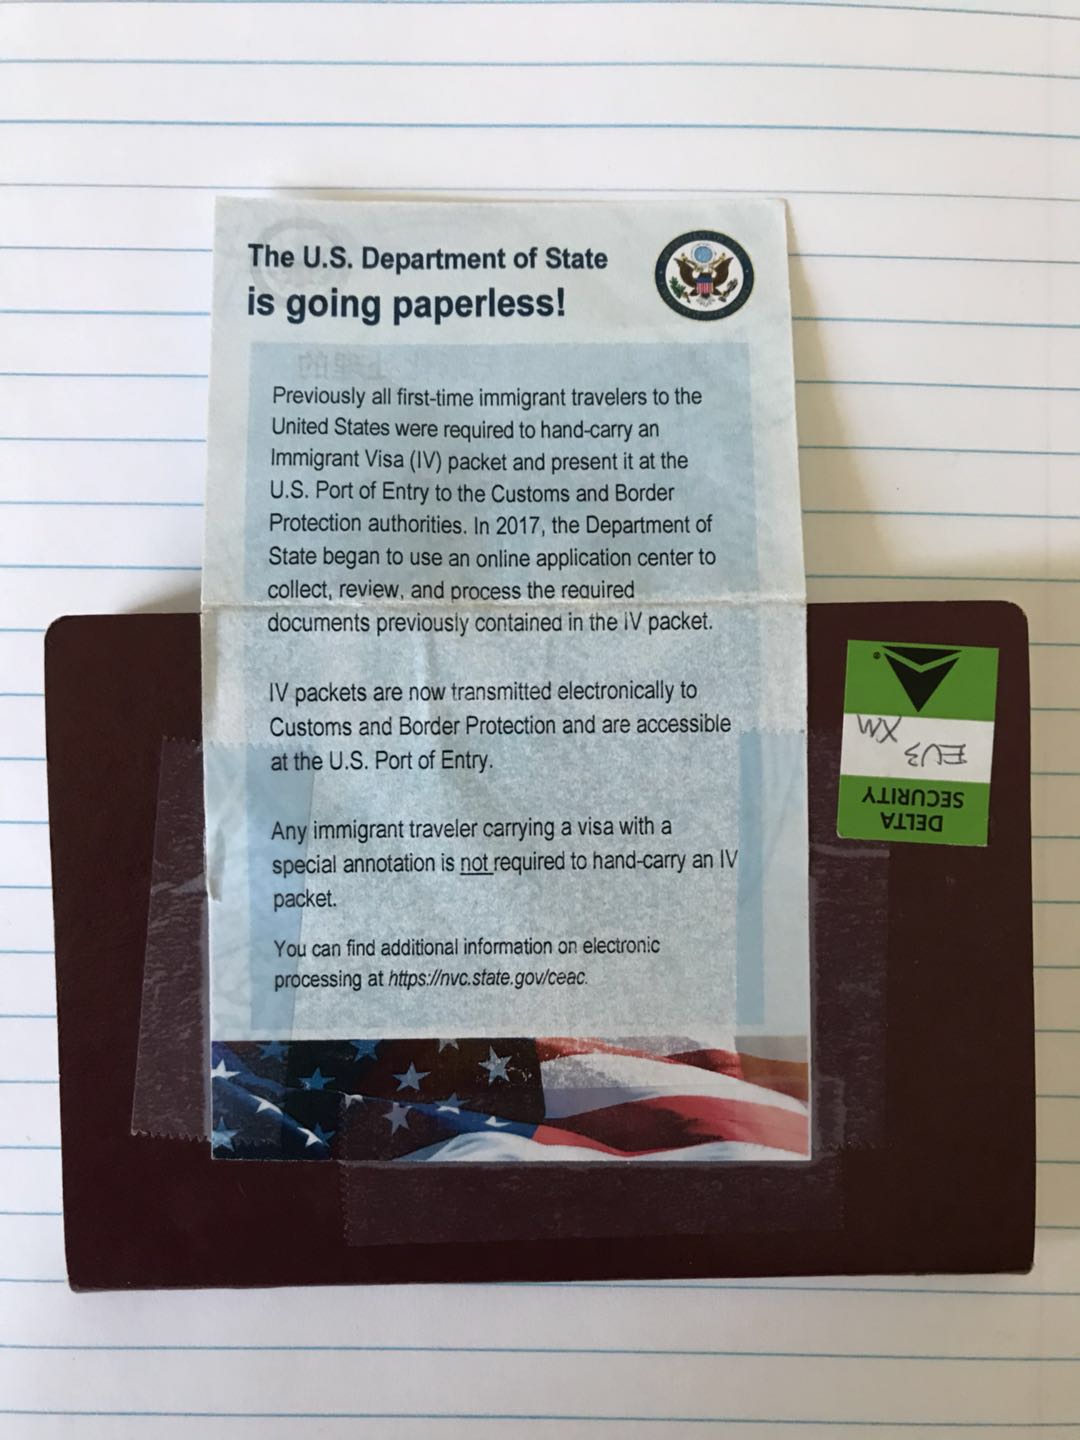 The U.S. Department of State
is going paperless!
Previously all first-time immigrant travelers to the
United States were required to hand-carry an
Immigrant Visa (IV) packet and present it at the
U.S. Port of Entry to the Customs and Border
Protection authorities. In 2017, the Department of
State began to use an online application center to
collect, review, and process the required
documents previously contained in the IV packet.
IV packets are now transmitted electronically to
Customs and Border Protection and are accessible
at the U.S. Port of Entry.
Any immigrant traveler carrying a visa with a
special annotation is not required to hand-carry an IV
packet.
You can find additional information on electronic
processing at https://nvc.state.gov/ceac.
DELTA
SECURITY
EU3
XM